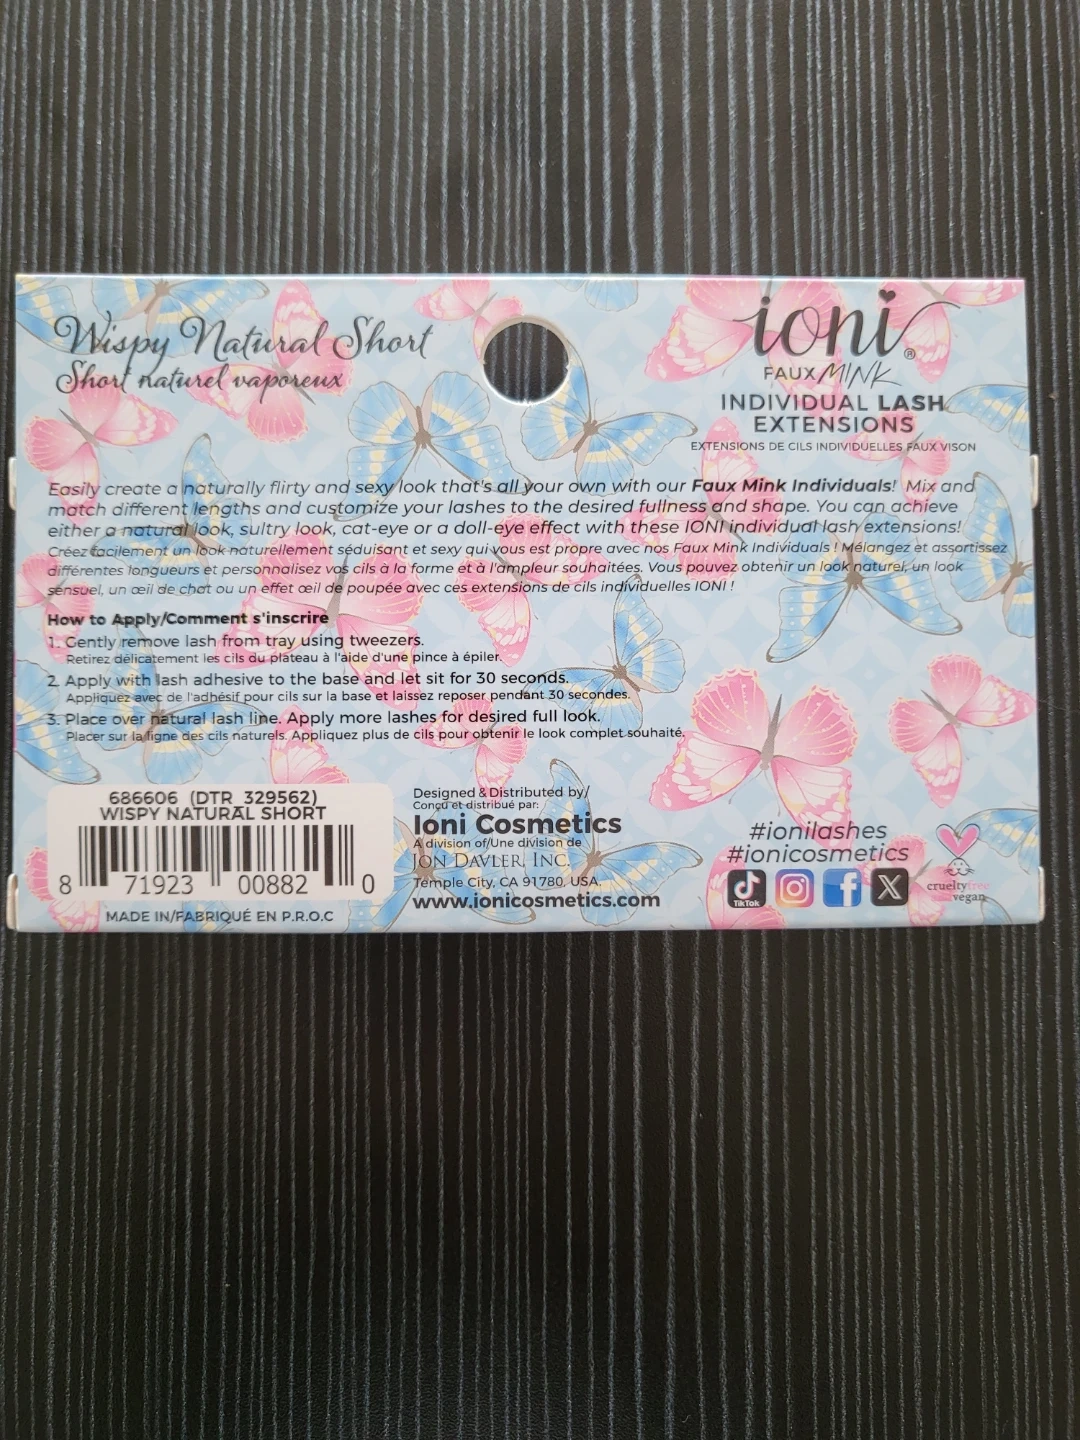 Wispy Natural Short
Short naturel vaporeux
ioni®
FAUX MINK
INDIVIDUAL LASH
EXTENSIONS
EXTENSIONS DE CILS INDIVIDUELLES FAUX VISON
Easily create a naturally flirty and sexy look that's all your own with our Faux Mink Individuals! Mix and
match different lengths and customize your lashes to the desired fullness and shape. You can achieve
either a natural look, sultry look, cat-eye or a doll-eye effect with these IONI individual lash extensions!
Créez facilement un look naturellement séduisant et sexy qui vous est propre avec nos Faux Mink Individuals ! Mélangez et assortissez
différentes longueurs et personnalisez vos cils à la forme et à l'ampleur souhaitées. Vous pouvez obtenir un look naturel, un look
sensuel, un œil de chat ou un effet œil de poupée avec ces extensions de cils individuelles IONI !
How to Apply/Comment s'inscrire
1. Gently remove lash from tray using tweezers.
Retirez délicatement les cils du plateau à l'aide d'une pince à épiler.
2. Apply with lash adhesive to the base and let sit for 30 seconds.
Appliquez avec de l'adhésif pour cils sur la base et laissez reposer pendant 30 secondes.
3. Place over natural lash line. Apply more lashes for desired full look.
Placer sur la ligne des cils naturels. Appliquez plus de cils pour obtenir le look complet souhaité.
686606 (DTR_329562)
WISPY NATURAL SHORT
8 71923 00882 0
MADE IN/FABRIQUÉ EN P.R.O.C
Designed & Distributed by/
Conçu et distribué par:
Ioni Cosmetics
A division of/Une division de
JON DAVLER, INC.
Temple City, CA 91780, USA.
www.ionicosmetics.com
#ionilashes
#ionicosmetics
TikTok
crueltyfree
vegan